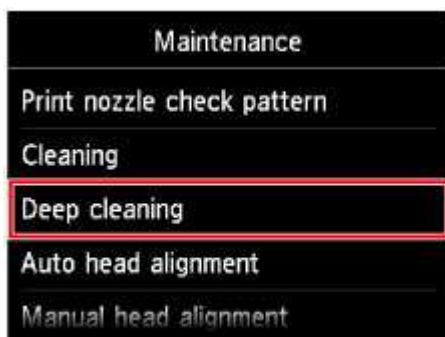 Maintenance
Print nozzle check pattern
Cleaning
Deep cleaning
Auto head alignment
Manual head alignment